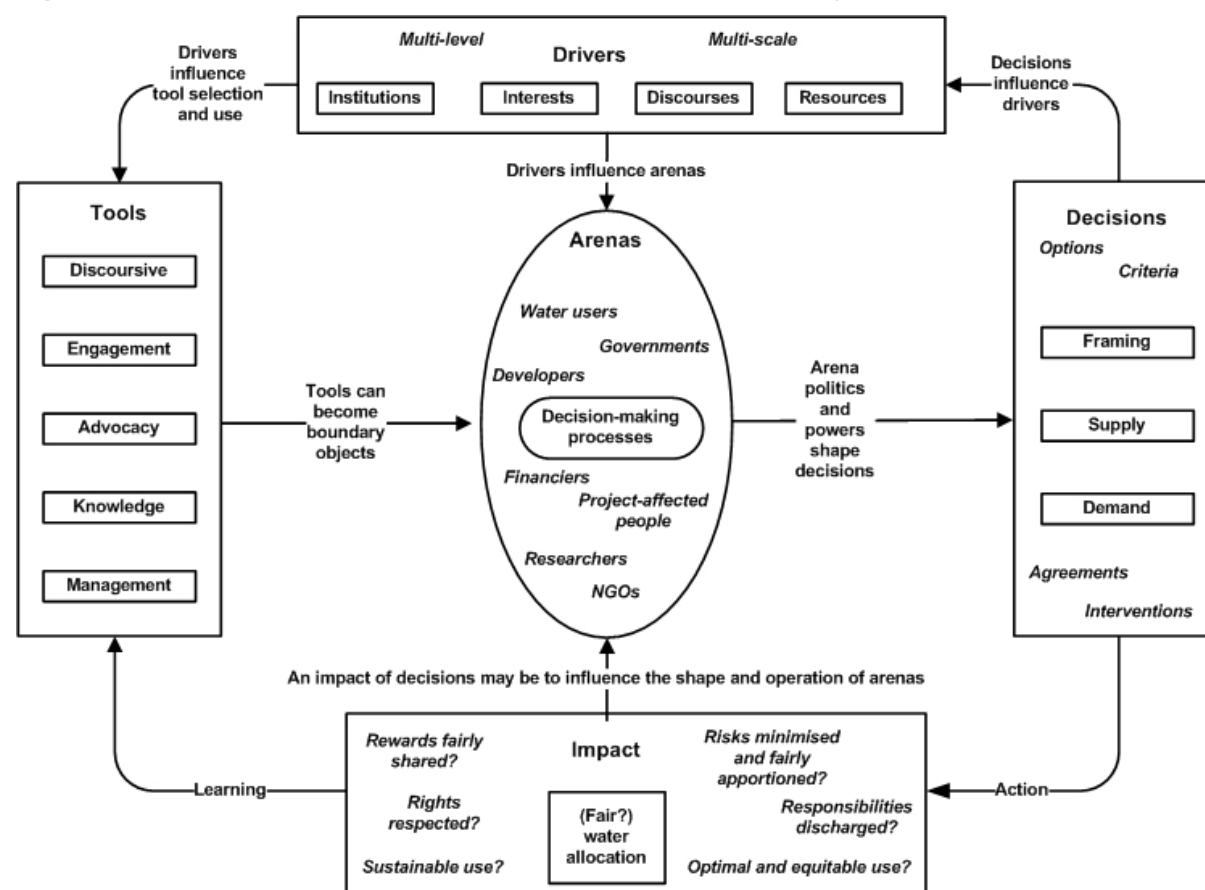 Multi-level
Multi-scale
Drivers
Institutions
Interests
Discourses
Resources
Drivers
influence
tool selection
and use
Decisions
influence
drivers
Drivers influence arenas
Tools
Discoursive
Engagement
Advocacy
Knowledge
Management
Tools can
become
boundary
objects
Arenas
Water users
Governments
Developers
Decision-making
processes
Financiers
Project-affected
people
Researchers
NGOs
Arena
politics
and
powers
shape
decisions
Decisions
Options
Criteria
Framing
Supply
Demand
Agreements
Interventions
An impact of decisions may be to influence the shape and operation of arenas
Learning
Action
Impact
Rewards fairly
shared?
Rights
respected?
Sustainable use?
(Fair?)
water
allocation
Risks minimised
and fairly
apportioned?
Responsibilities
discharged?
Optimal and equitable use?